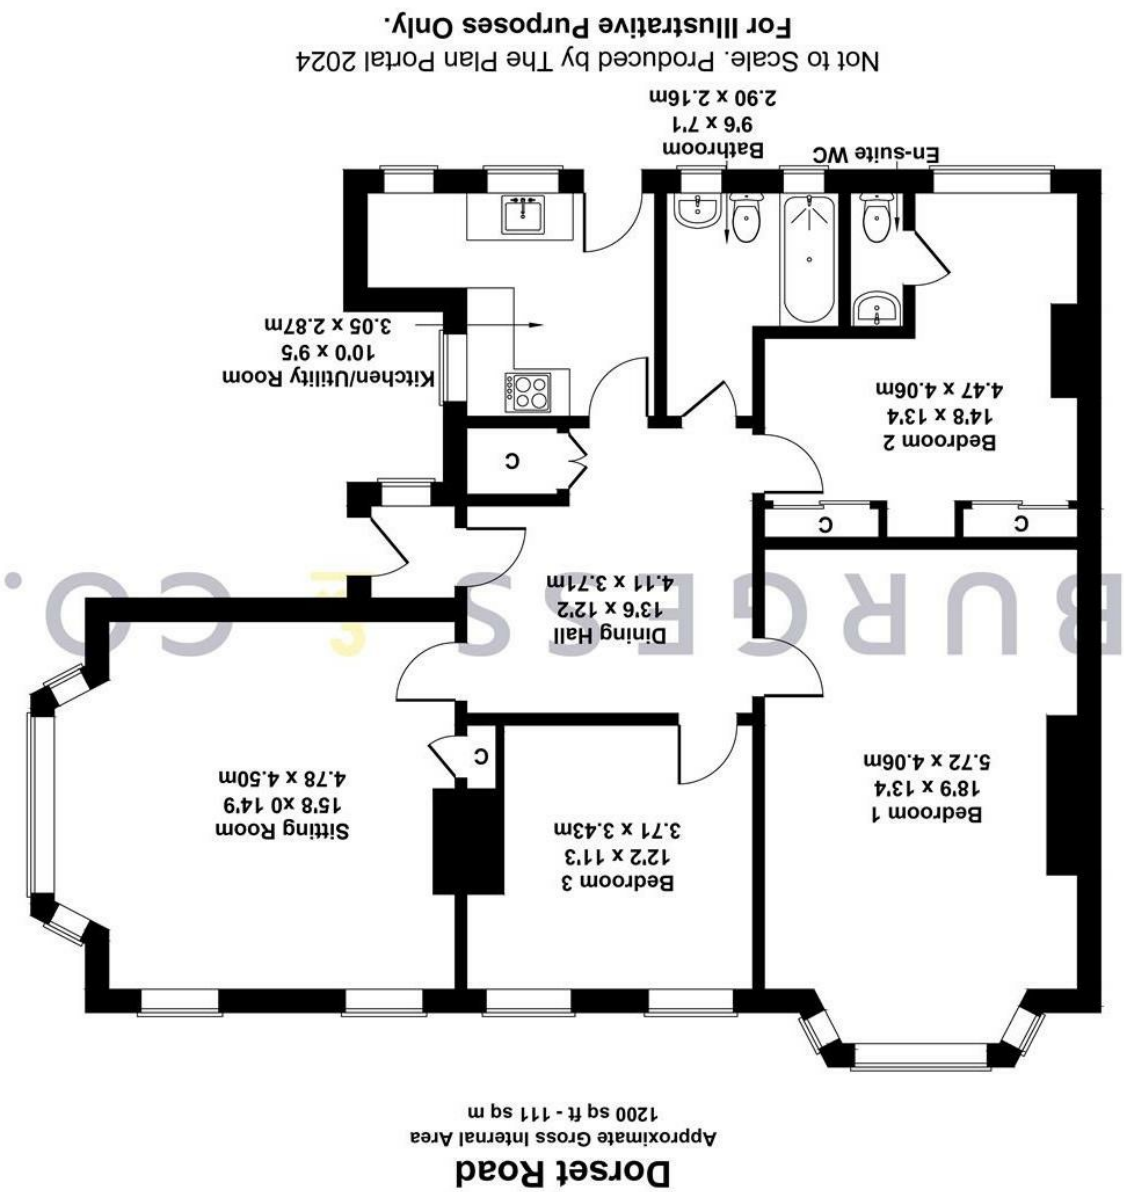 Dorset Road
Approximate Gross Internal Area
1200 sq ft - 111 sq m
Bedroom 1
18'9 x 13'4
5.72 x 4.06m
Bedroom 3
12'2 x 11'3
3.71 x 3.43m
Sitting Room
15'8 x0 14'9
4.78 x 4.50m
C
Dining Hall
13'6 x 12'2
4.11 x 3.71m
BURGESS & CO.
C
C
C
Bedroom 2
14'8 x 13'4
4.47 x 4.06m
Kitchen/Utility Room
10'0 x 9'5
3.05 x 2.87m
En-suite WC
Bathroom
9'6 x 7'1
2.90 x 2.16m
Not to Scale. Produced by The Plan Portal 2024
For Illustrative Purposes Only.